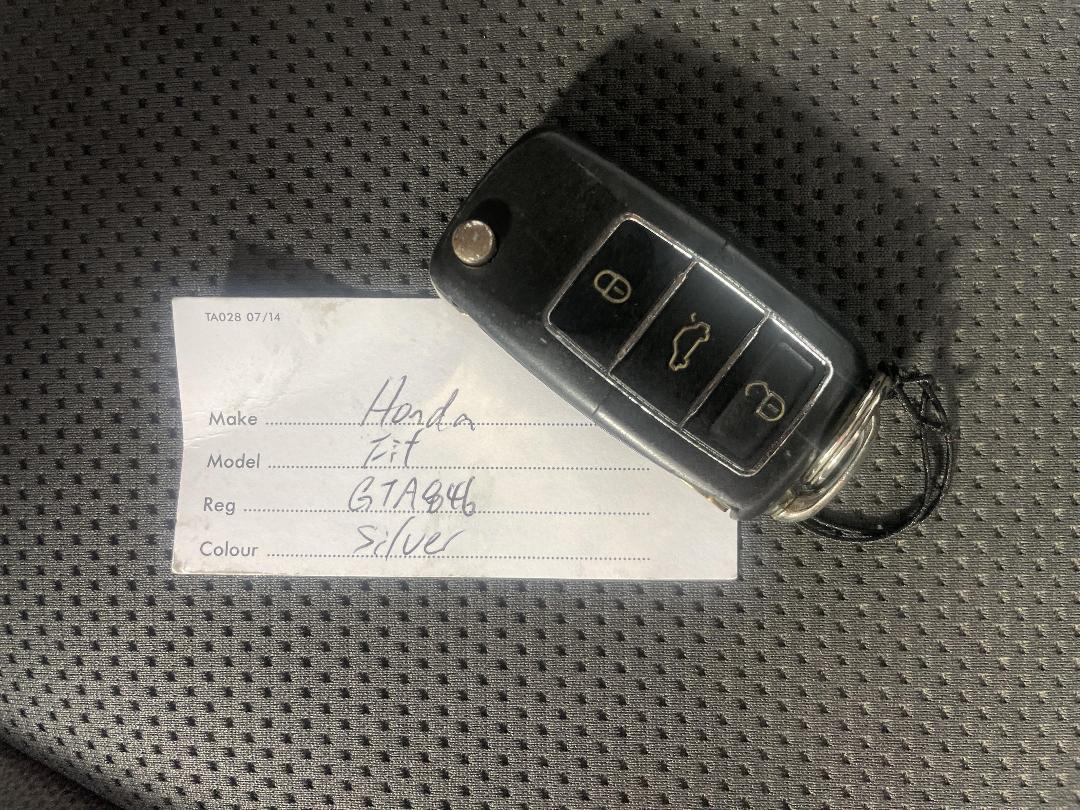 TA028 07/14
Make Honda
Model Fit
Reg GTA846
Colour Silver